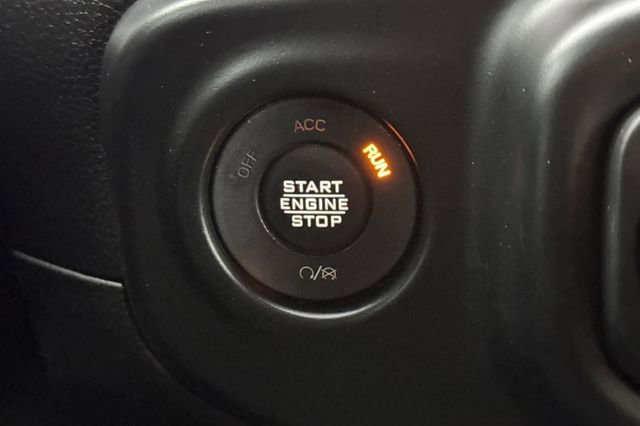 ACC
OFF
RUN
START
ENGINE
STOP